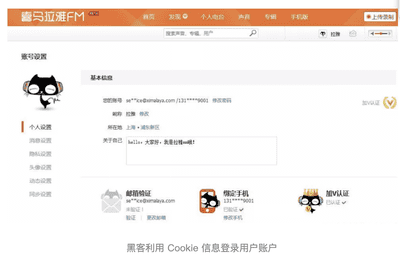 喜马拉雅FM
首页 发现 个人电台 声音 专辑 手机版
上传录制
搜索声音、专辑、用户
账号设置
基本信息
个人设置
消息设置
隐私设置
头像设置
动态设置
同步设置
您的账号 se**ice@ximalaya.com /131****9001 修改密码
加V认证
昵称 拉雅 修改
所在地 上海 · 浦东新区
关于自己 hello! 大家好，我是拉雅
邮箱验证
se**ice@ximalaya.com
未验证
验证 更改邮箱
绑定手机
131****9001
已验证
修改手机
加V认证
已认证
黑客利用 Cookie 信息登录用户账户